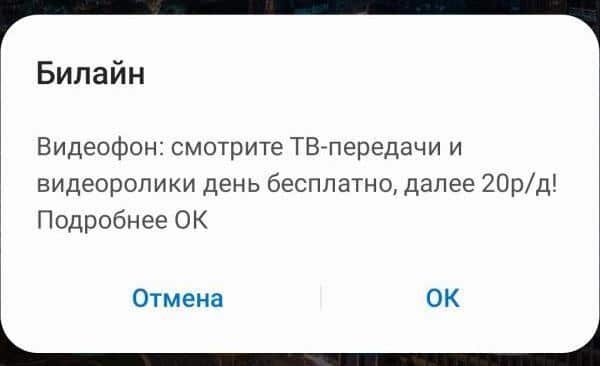 Билайн
Видеофон: смотрите ТВ-передачи и
видеоролики день бесплатно, далее 20р/д!
Подробнее ОК
Отмена
ОК